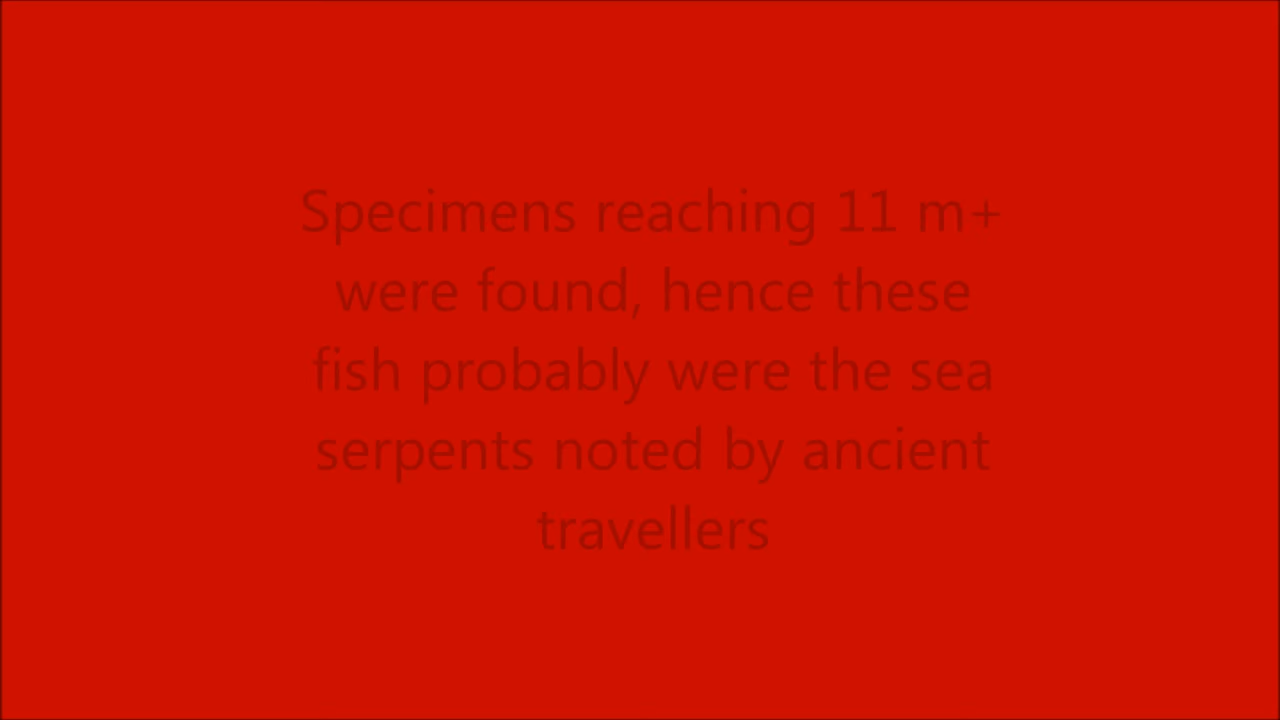 Specimens reaching 11 m+
were found, hence these
fish probably were the sea
serpents noted by ancient
travellers